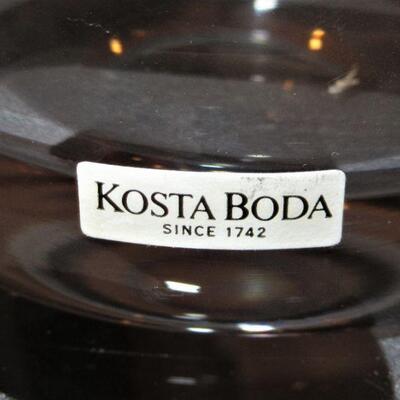 KOSTA BODA
SINCE 1742